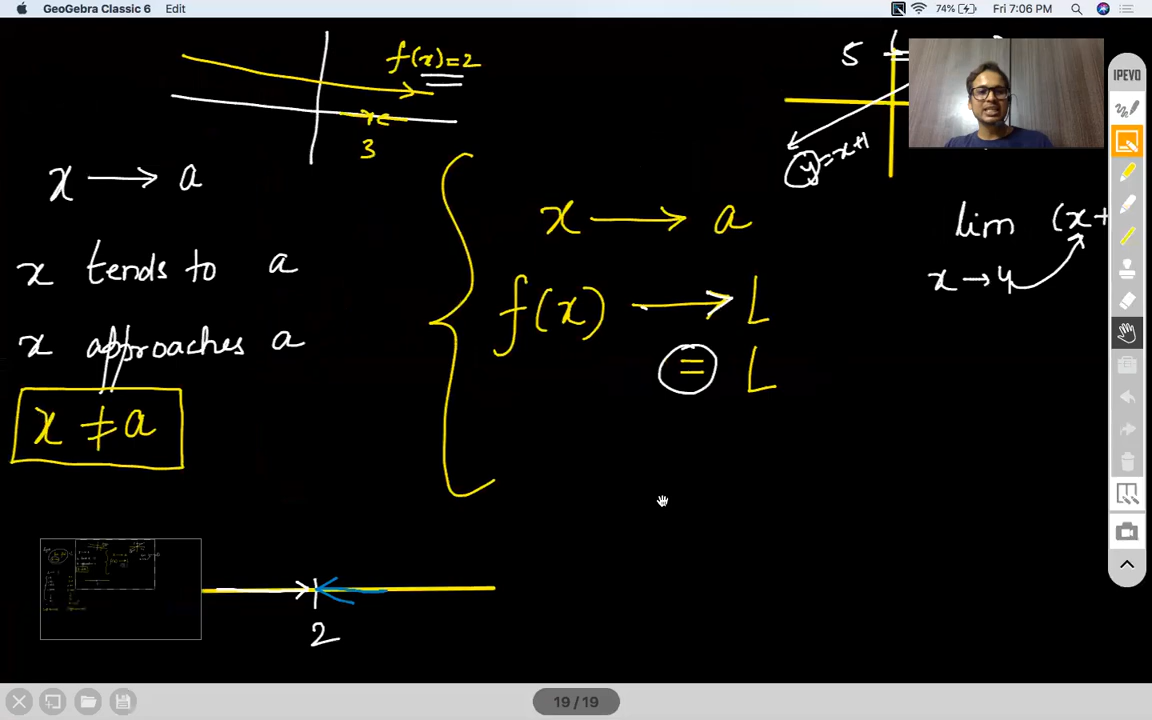 GeoGebra Classic 6 Edit 74% Fri 7:06 PM
IPEVO
f(x)=2
3
5
y=x+1
x → a
x tends to a
x approaches a
x ≠ a
x → a
f(x) → L
= L
lim (x+
x → 4
2
19 / 19